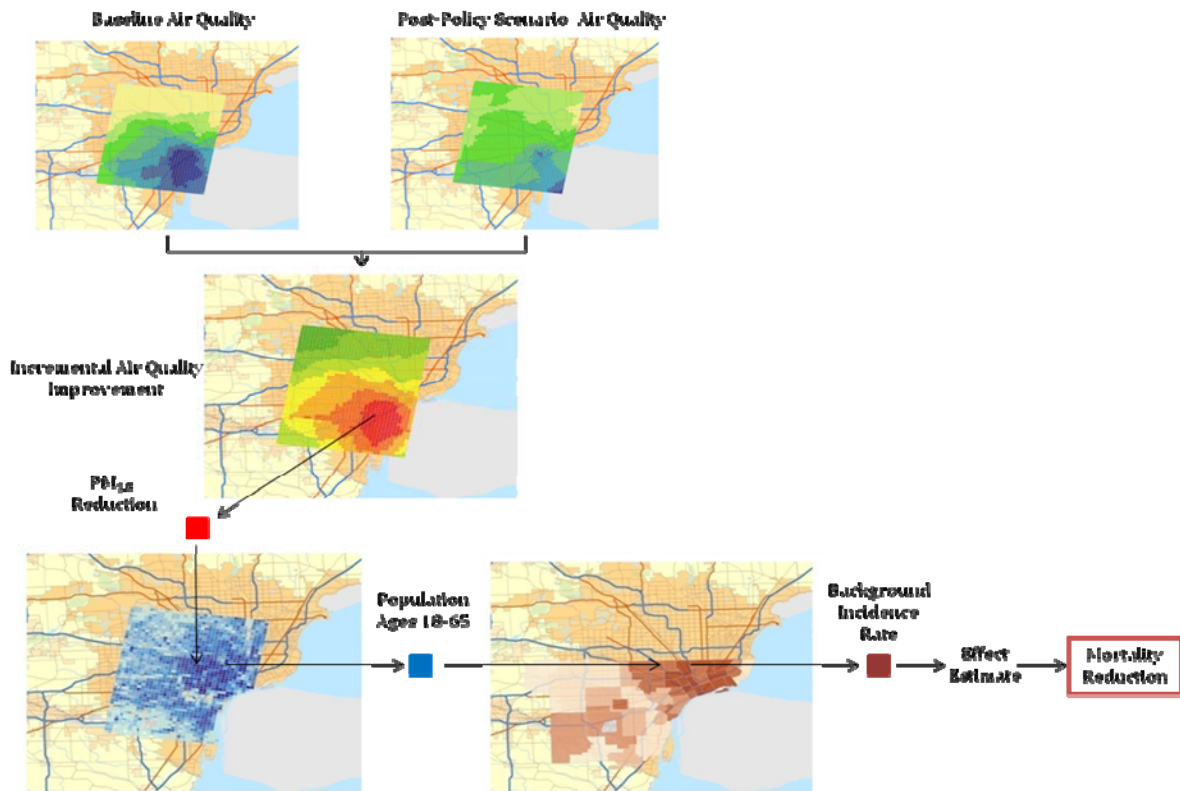 Baseline Air Quality
Post-Policy Scenario Air Quality
Incremental Air Quality
Improvement
PM2.5
Reduction
Population
Ages 18-65
Background
Incidence
Rate
Effect
Estimate
Mortality
Reduction